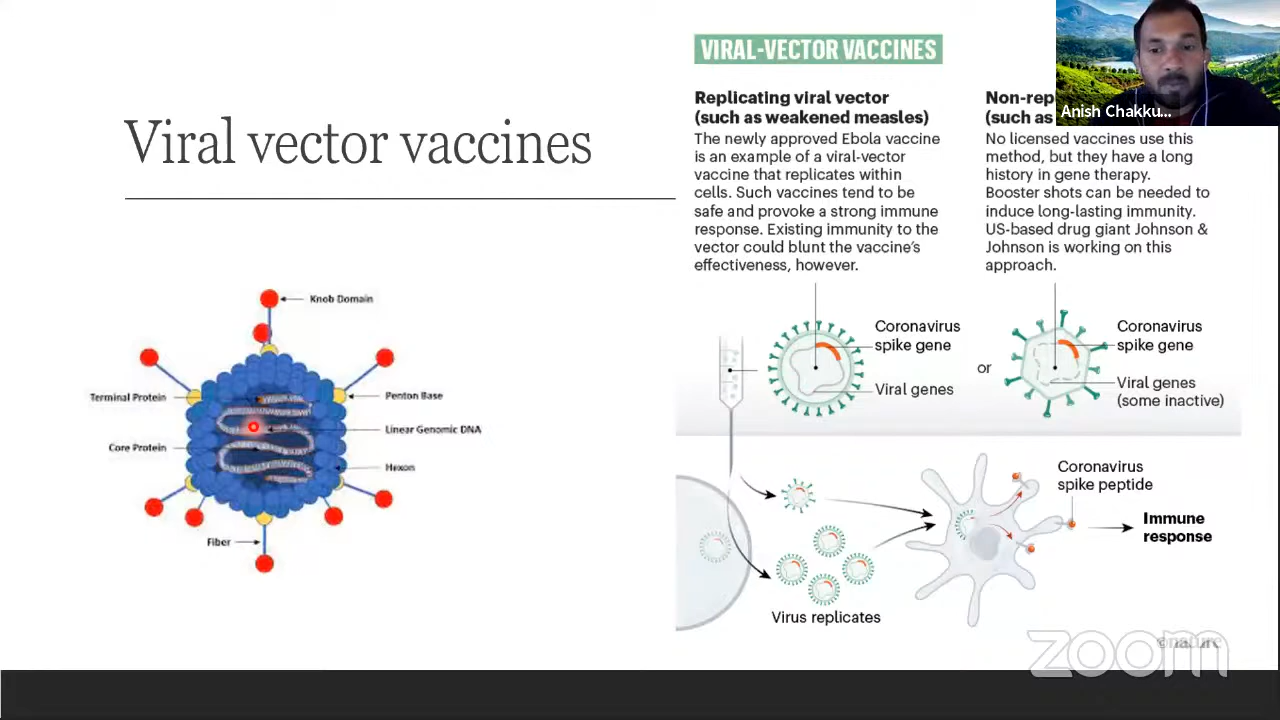 Viral vector vaccines
Knob Domain
Terminal Protein
Penton Base
Linear Genomic DNA
Core Protein
Hexon
Fiber
VIRAL-VECTOR VACCINES
Replicating viral vector
(such as weakened measles)
The newly approved Ebola vaccine
is an example of a viral-vector
vaccine that replicates within
cells. Such vaccines tend to be
safe and provoke a strong immune
response. Existing immunity to the
vector could blunt the vaccine's
effectiveness, however.
Non-rep
(such as
No licensed vaccines use this
method, but they have a long
history in gene therapy.
Booster shots can be needed to
induce long-lasting immunity.
US-based drug giant Johnson &
Johnson is working on this
approach.
Coronavirus
spike gene
Viral genes
or
Coronavirus
spike gene
Viral genes
(some inactive)
Coronavirus
spike peptide
Immune
response
Virus replicates
©nature
zoom
Anish Chakku...